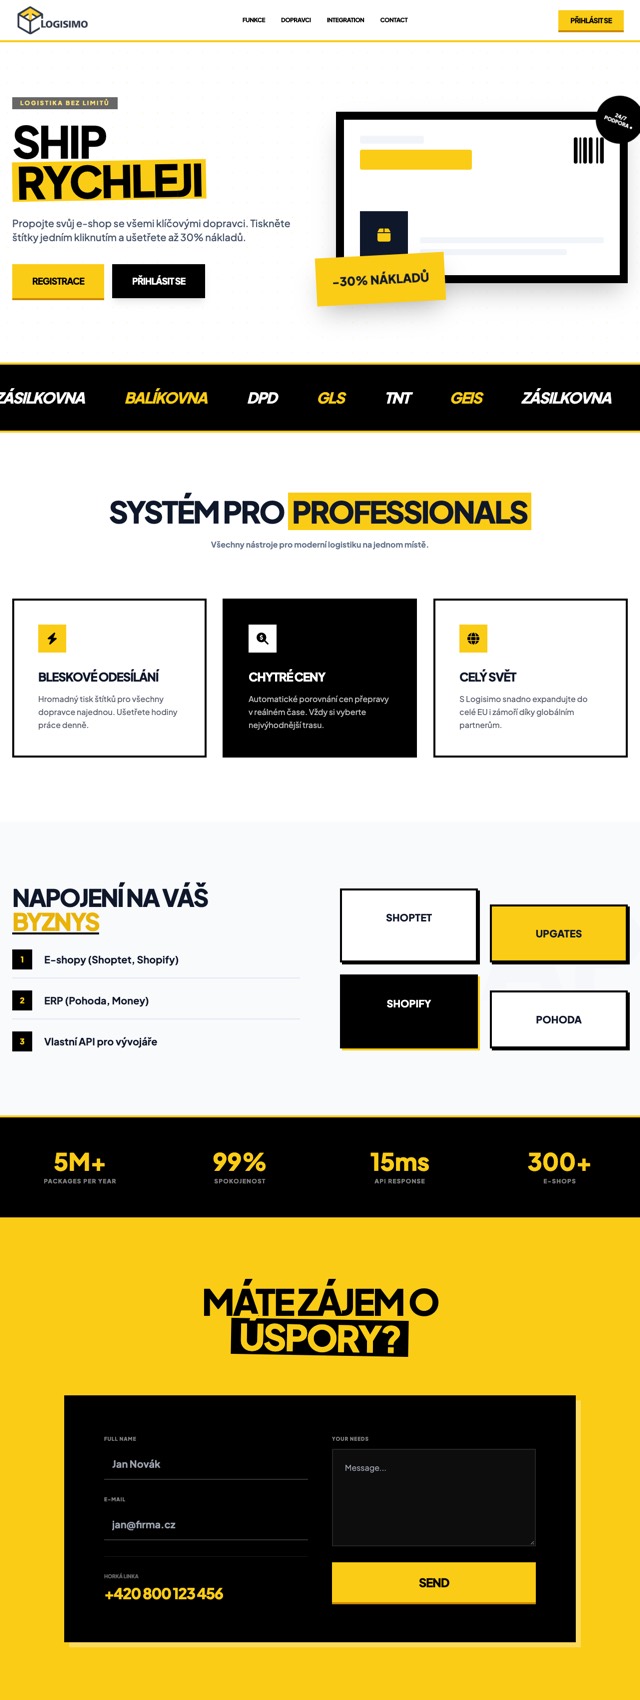 LOGISIMO
FUNKCE
DOPRAVCI
INTEGRATION
CONTACT
PŘIHLÁSIT SE
LOGISTIKA BEZ LIMITŮ
SHIP
RYCHLEJI
Propojte svůj e-shop se všemi klíčovými dopravci. Tiskněte
štítky jedním kliknutím a ušetřete až 30% nákladů.
REGISTRACE
PŘIHLÁSIT SE
24/7
PODPORA •
-30% NÁKLADŮ
ZÁSILKOVNA
BALÍKOVNA
DPD
GLS
TNT
GEIS
ZÁSILKOVNA
SYSTÉM PRO PROFESSIONALS
Všechny nástroje pro moderní logistiku na jednom místě.
BLESKOVÉ ODESÍLÁNÍ
Hromadný tisk štítků pro všechny
dopravce najednou. Ušetřete hodiny
práce denně.
CHYTRÉ CENY
Automatické porovnání cen přepravy
v reálném čase. Vždy si vyberte
nejvýhodnější trasu.
CELÝ SVĚT
S Logisimo snadno expandujte do
celé EU i zámoří díky globálním
partnerům.
NAPOJENÍ NA VÁŠ
BYZNYS
1 E-shopy (Shoptet, Shopify)
2 ERP (Pohoda, Money)
3 Vlastní API pro vývojáře
SHOPTET
UPGATES
SHOPIFY
POHODA
5M+
PACKAGES PER YEAR
99%
SPOKOJENOST
15ms
API RESPONSE
300+
E-SHOPS
MÁTE ZÁJEM O
ÚSPORY?
FULL NAME
Jan Novák
E-MAIL
jan@firma.cz
HORKÁ LINKA
+420 800 123 456
YOUR NEEDS
Message...
SEND